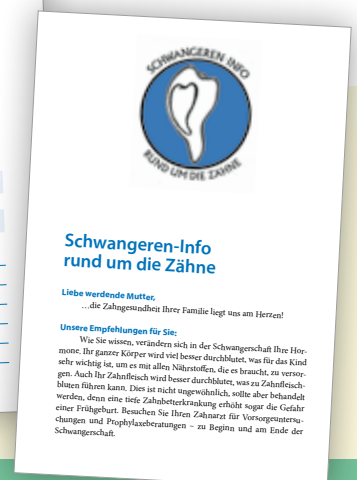 SCHWANGEREN INFO
RUND UM DIE ZÄHNE
Schwangeren-Info
rund um die Zähne
Liebe werdende Mutter,
…die Zahngesundheit Ihrer Familie liegt uns am Herzen!
Unsere Empfehlungen für Sie:
Wie Sie wissen, verändern sich in der Schwangerschaft Ihre Hor-
mone. Ihr ganzer Körper wird viel besser durchblutet, was für das Kind
sehr wichtig ist, um es mit allen Nährstoffen, die es braucht, zu versor-
gen. Auch Ihr Zahnfleisch wird besser durchblutet, was zu Zahnfleisch-
bluten führen kann. Dies ist nicht ungewöhnlich, sollte aber behandelt
werden, denn eine tiefe Zahnbetterkrankung erhöht sogar die Gefahr
einer Frühgeburt. Besuchen Sie Ihren Zahnarzt für Vorsorgeuntersu-
chungen und Prophylaxeberatungen – zu Beginn und am Ende der
Schwangerschaft.